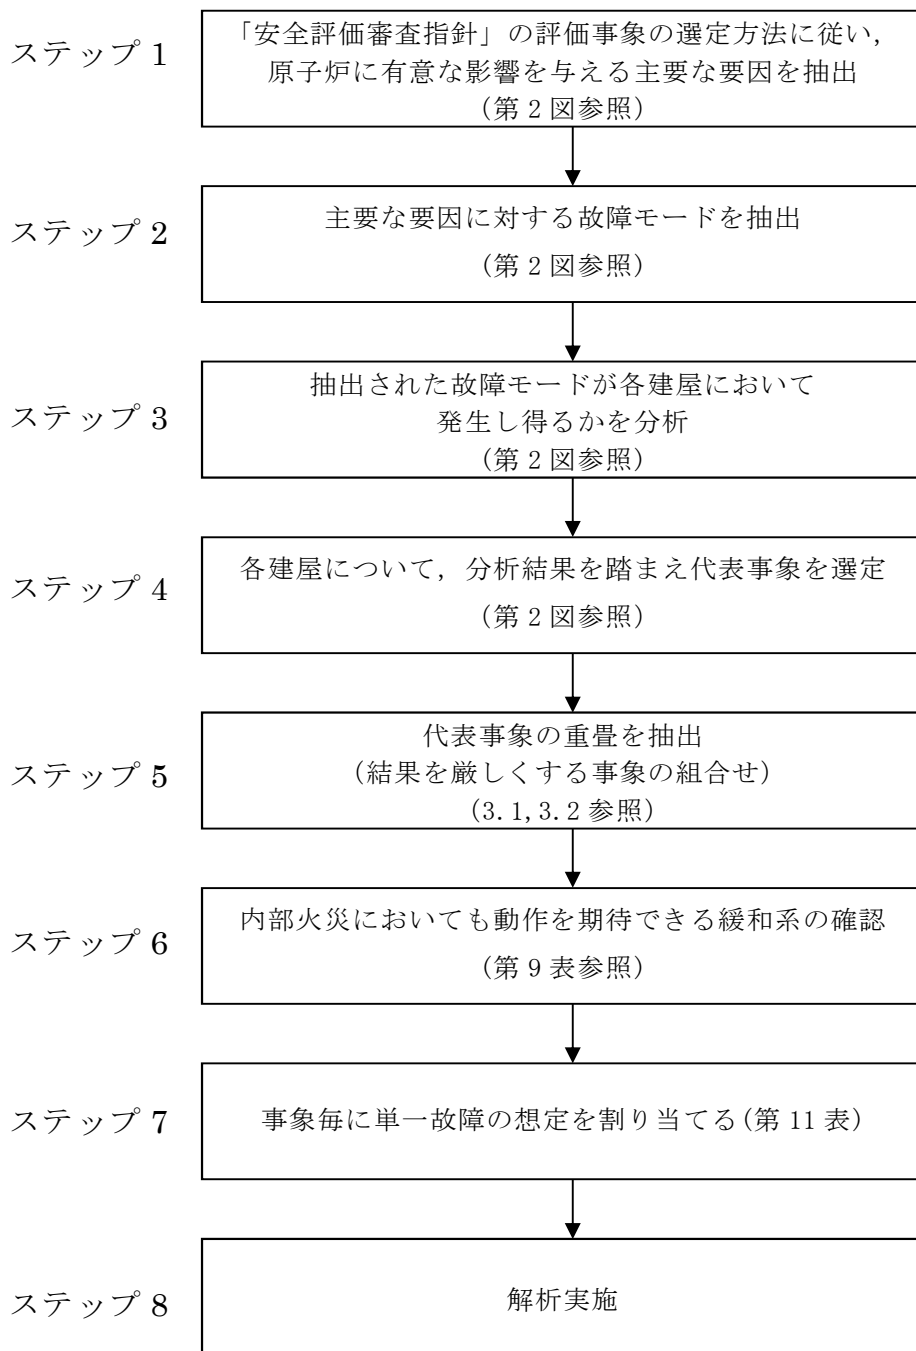 ステップ 1
「安全評価審査指針」の評価事象の選定方法に従い，
原子炉に有意な影響を与える主要な要因を抽出
（第 2 図参照）
ステップ 2
主要な要因に対する故障モードを抽出
（第 2 図参照）
ステップ 3
抽出された故障モードが各建屋において
発生し得るかを分析
（第 2 図参照）
ステップ 4
各建屋について，分析結果を踏まえ代表事象を選定
（第 2 図参照）
ステップ 5
代表事象の重畳を抽出
（結果を厳しくする事象の組合せ）
（3.1, 3.2 参照）
ステップ 6
内部火災においても動作を期待できる緩和系の確認
（第 9 表参照）
ステップ 7
事象毎に単一故障の想定を割り当てる（第 11 表）
ステップ 8
解析実施